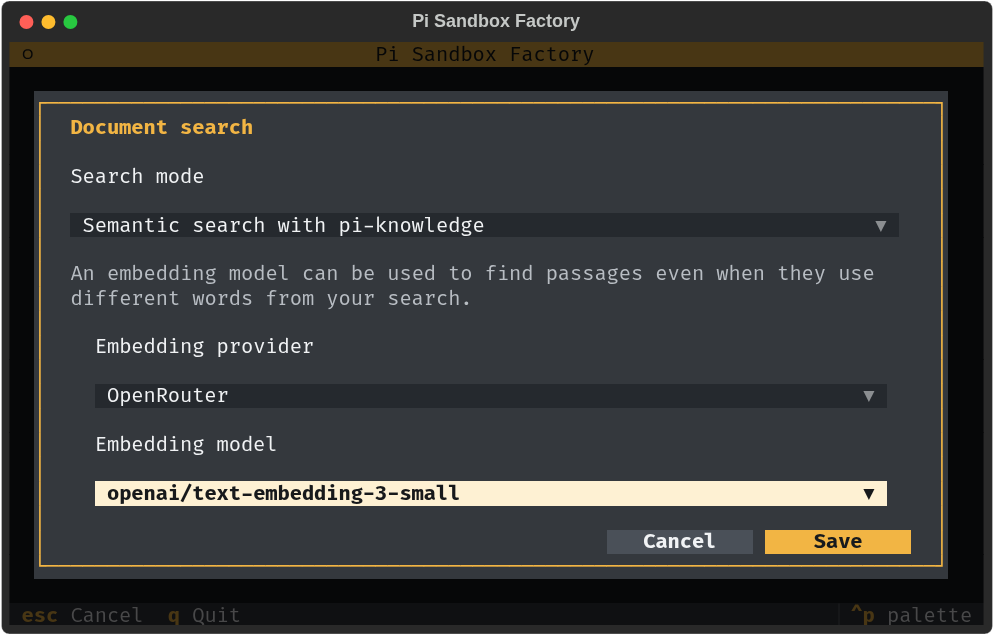 Pi Sandbox Factory
O Pi Sandbox Factory
Document search
Search mode
Semantic search with pi-knowledge ▼
An embedding model can be used to find passages even when they use
different words from your search.
Embedding provider
OpenRouter ▼
Embedding model
openai/text-embedding-3-small ▼
Cancel Save
esc Cancel q Quit ^p palette